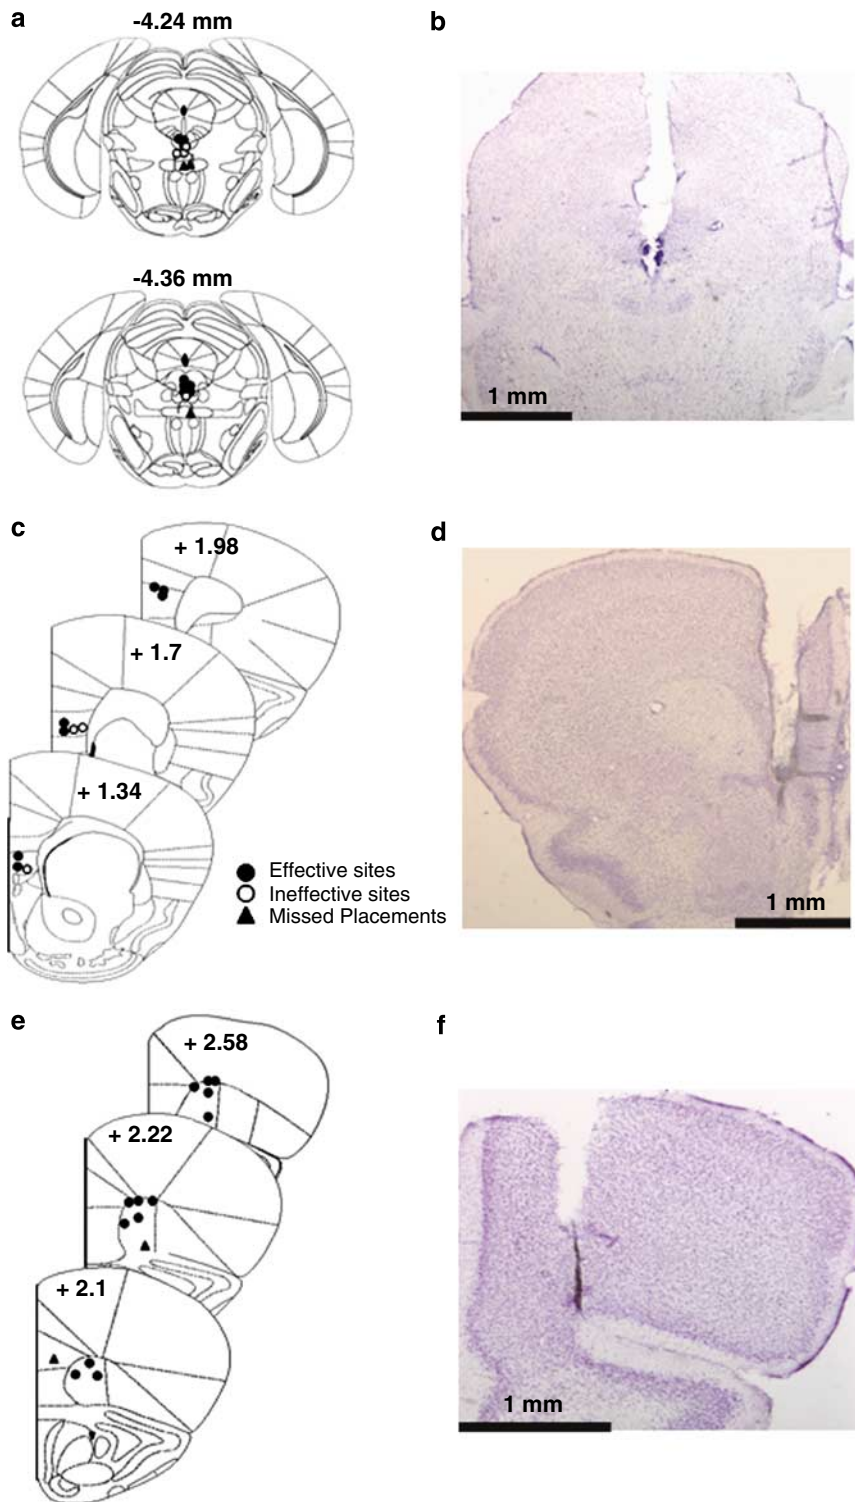 a
-4.24 mm
b
1 mm
-4.36 mm
c
+ 1.98
+ 1.7
+ 1.34
Effective sites
Ineffective sites
Missed Placements
d
1 mm
e
+ 2.58
+ 2.22
+ 2.1
f
1 mm